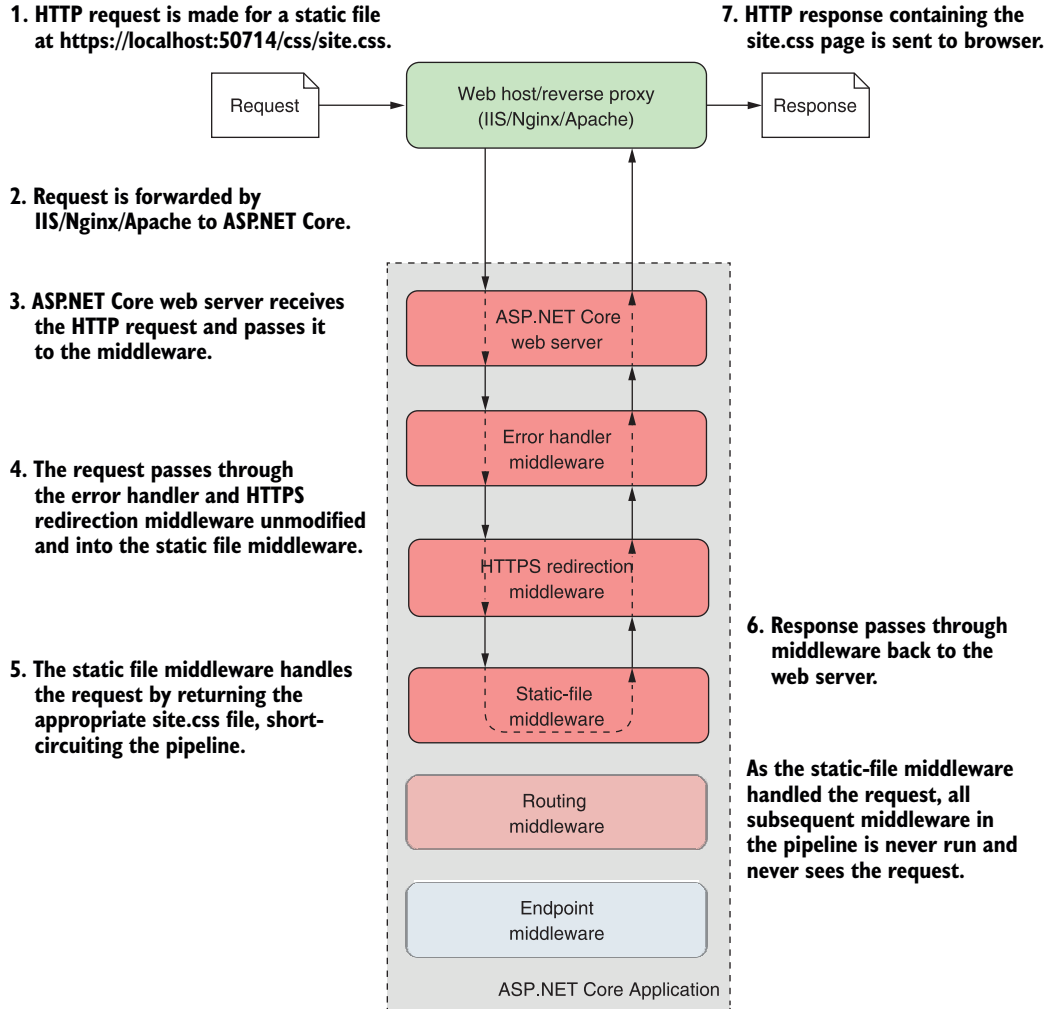 1. HTTP request is made for a static file
at https://localhost:50714/css/site.css.
7. HTTP response containing the
site.css page is sent to browser.
Request
Web host/reverse proxy
(IIS/Nginx/Apache)
Response
2. Request is forwarded by
IIS/Nginx/Apache to ASP.NET Core.
3. ASP.NET Core web server receives
the HTTP request and passes it
to the middleware.
ASP.NET Core
web server
Error handler
middleware
4. The request passes through
the error handler and HTTPS
redirection middleware unmodified
and into the static file middleware.
HTTPS redirection
middleware
6. Response passes through
middleware back to the
web server.
5. The static file middleware handles
the request by returning the
appropriate site.css file, short-
circuiting the pipeline.
Static-file
middleware
As the static-file middleware
handled the request, all
subsequent middleware in
the pipeline is never run and
never sees the request.
Routing
middleware
Endpoint
middleware
ASP.NET Core Application